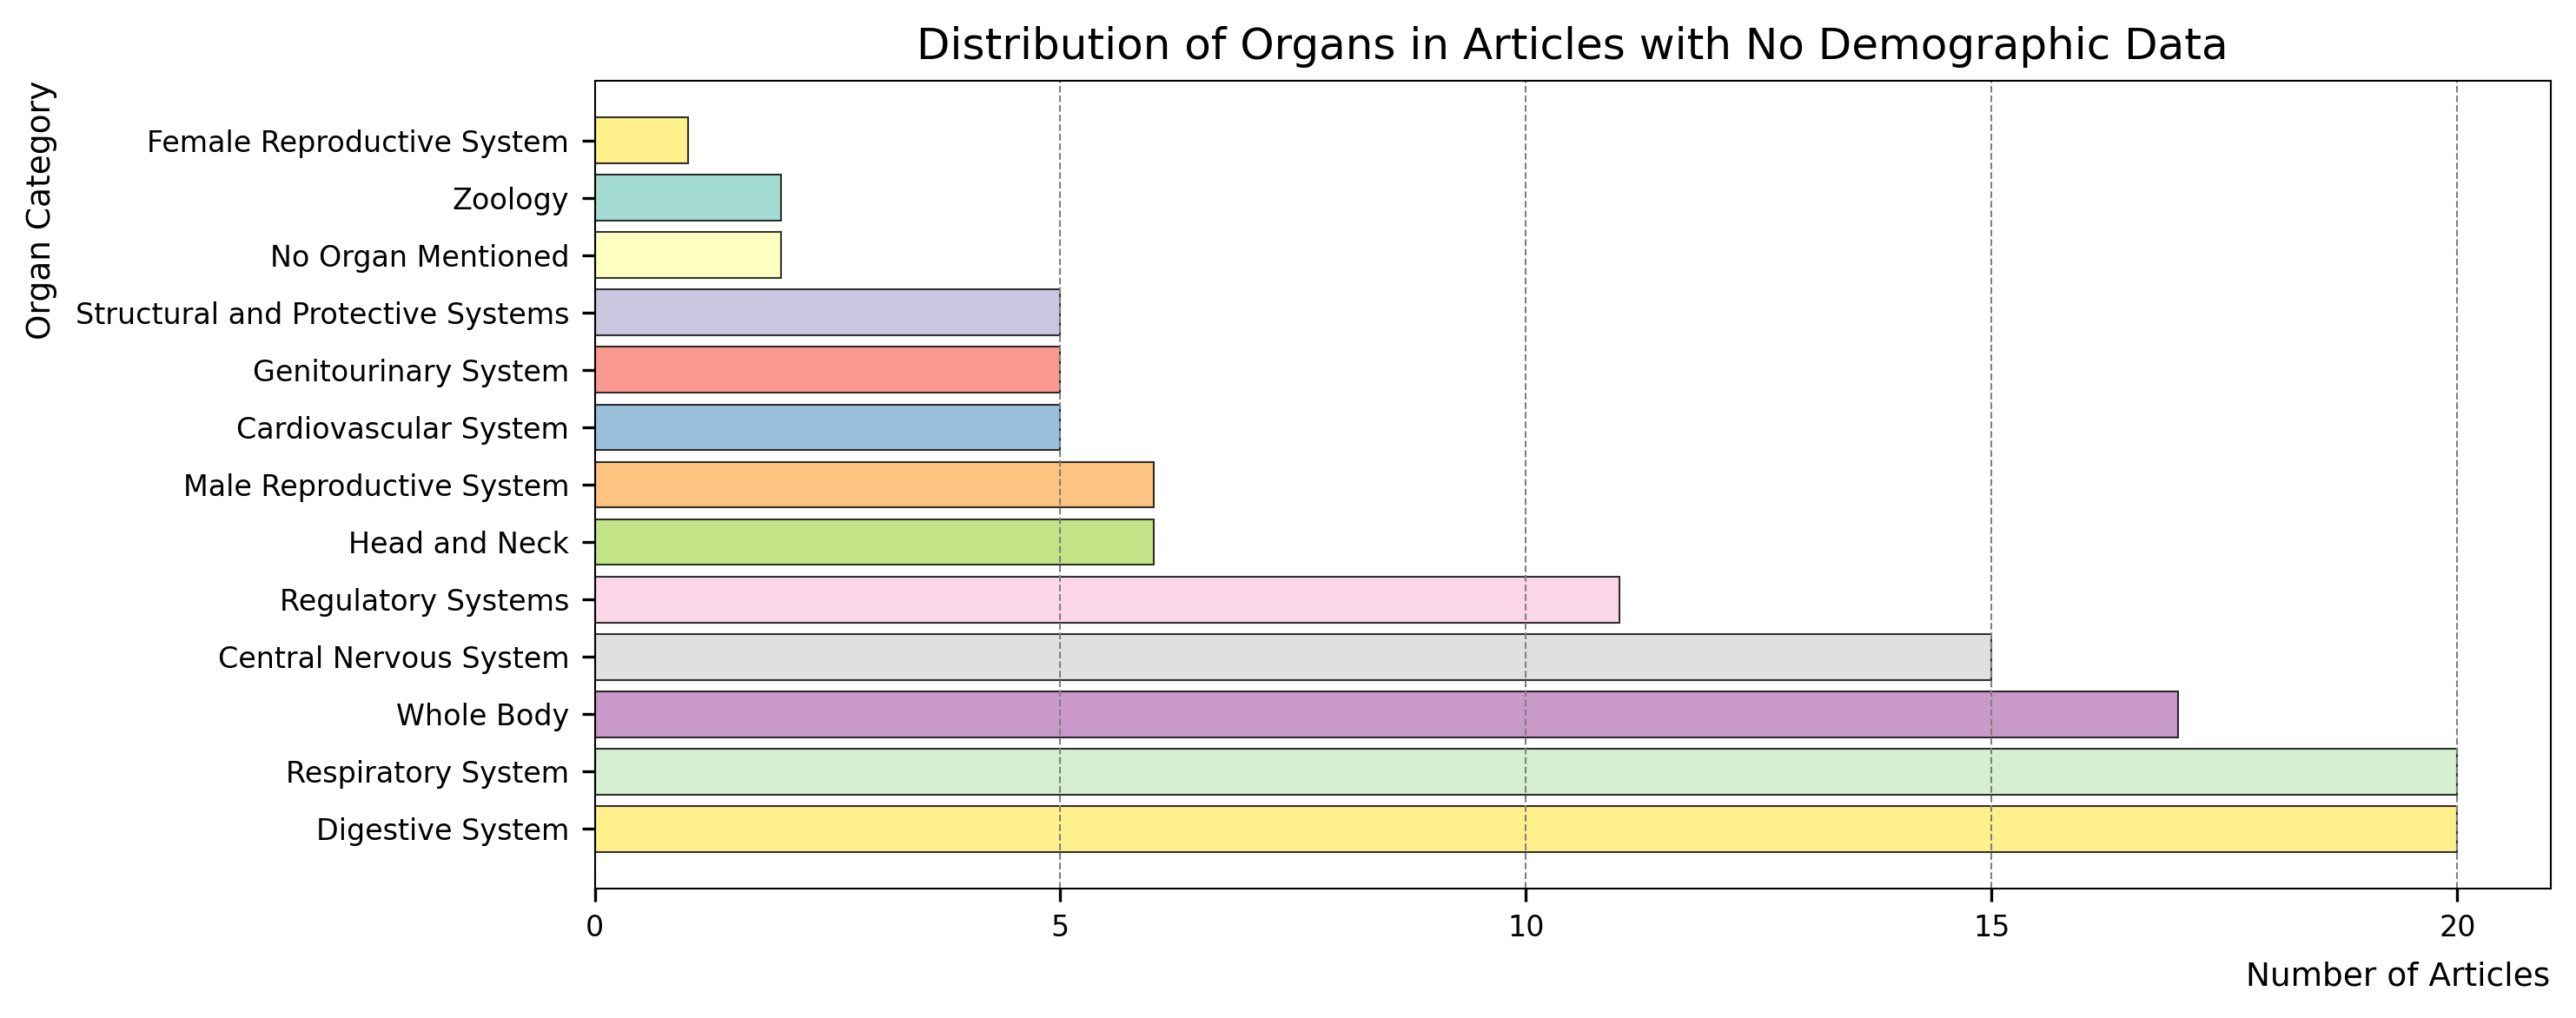 Distribution of Organs in Articles with No Demographic Data
Organ Category
Female Reproductive System
Zoology
No Organ Mentioned
Structural and Protective Systems
Genitourinary System
Cardiovascular System
Male Reproductive System
Head and Neck
Regulatory Systems
Central Nervous System
Whole Body
Respiratory System
Digestive System
0 5 10 15 20
Number of Articles